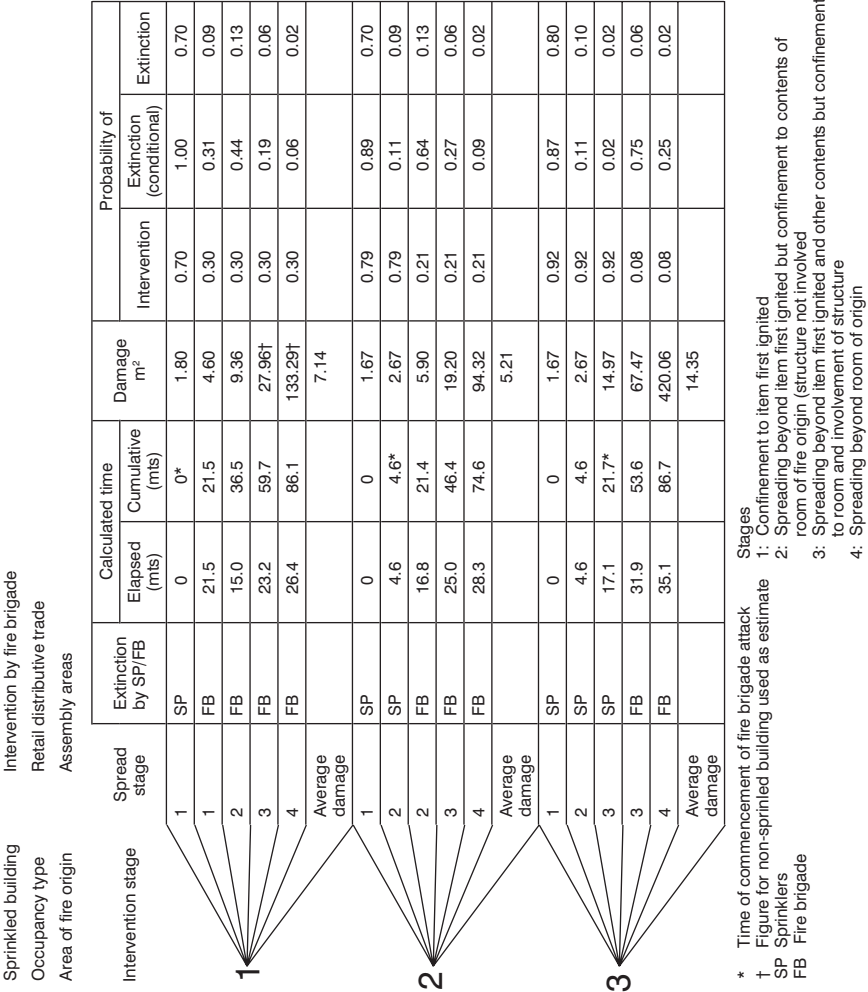 Sprinkled building Intervention by fire brigade
Occupancy type Retail distributive trade
Area of fire origin Assembly areas
Intervention stage Spread stage Extinction by SP/FB Calculated time Damage m² Probability of
Elapsed (mts) Cumulative (mts) Intervention Extinction (conditional) Extinction
1
1 SP 0 0* 1.80 0.70 1.00 0.70
1 FB 21.5 21.5 4.60 0.30 0.31 0.09
2 FB 15.0 36.5 9.36 0.30 0.44 0.13
3 FB 23.2 59.7 27.96† 0.30 0.19 0.06
4 FB 26.4 86.1 133.29† 0.30 0.06 0.02
Average damage 7.14
2
1 SP 0 0 1.67 0.79 0.89 0.70
2 SP 4.6 4.6* 2.67 0.79 0.11 0.09
2 FB 16.8 21.4 5.90 0.21 0.64 0.13
3 FB 25.0 46.4 19.20 0.21 0.27 0.06
4 FB 28.3 74.6 94.32 0.21 0.09 0.02
Average damage 5.21
3
1 SP 0 0 1.67 0.92 0.87 0.80
2 SP 4.6 4.6 2.67 0.92 0.11 0.10
3 SP 17.1 21.7* 14.97 0.92 0.02 0.02
3 FB 31.9 53.6 67.47 0.08 0.75 0.06
4 FB 35.1 86.7 420.06 0.08 0.25 0.02
Average damage 14.35
* Time of commencement of fire brigade attack
† Figure for non-sprinled building used as estimate
SP Sprinklers
FB Fire brigade
Stages
1: Confinement to item first ignited
2: Spreading beyond item first ignited but confinement to contents of
room of fire origin (structure not involved
3: Spreading beyond item first ignited and other contents but confinement
to room and involvement of structure
4: Spreading beyond room of origin